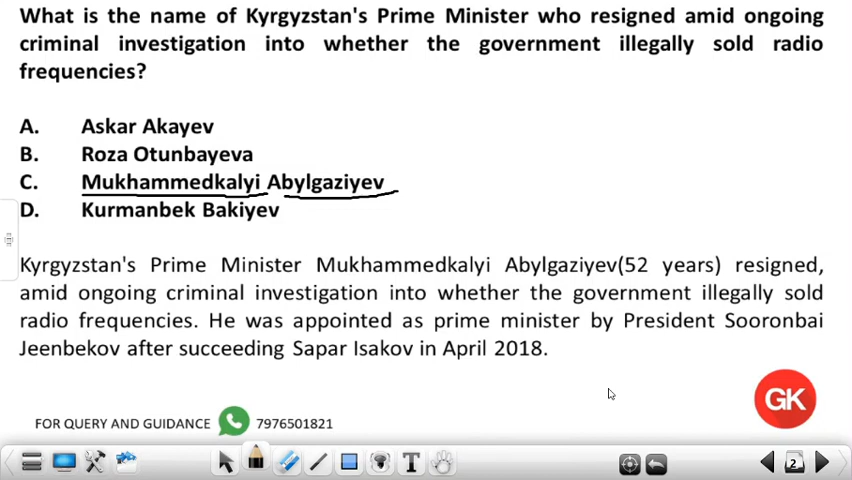 What is the name of Kyrgyzstan's Prime Minister who resigned amid ongoing
criminal investigation into whether the government illegally sold radio
frequencies?
A. Askar Akayev
B. Roza Otunbayeva
C. Mukhammedkalyi Abylgaziyev
D. Kurmanbek Bakiyev
Kyrgyzstan's Prime Minister Mukhammedkalyi Abylgaziyev(52 years) resigned,
amid ongoing criminal investigation into whether the government illegally sold
radio frequencies. He was appointed as prime minister by President Sooronbai
Jeenbekov after succeeding Sapar Isakov in April 2018.
GK
FOR QUERY AND GUIDANCE 7976501821
T
2